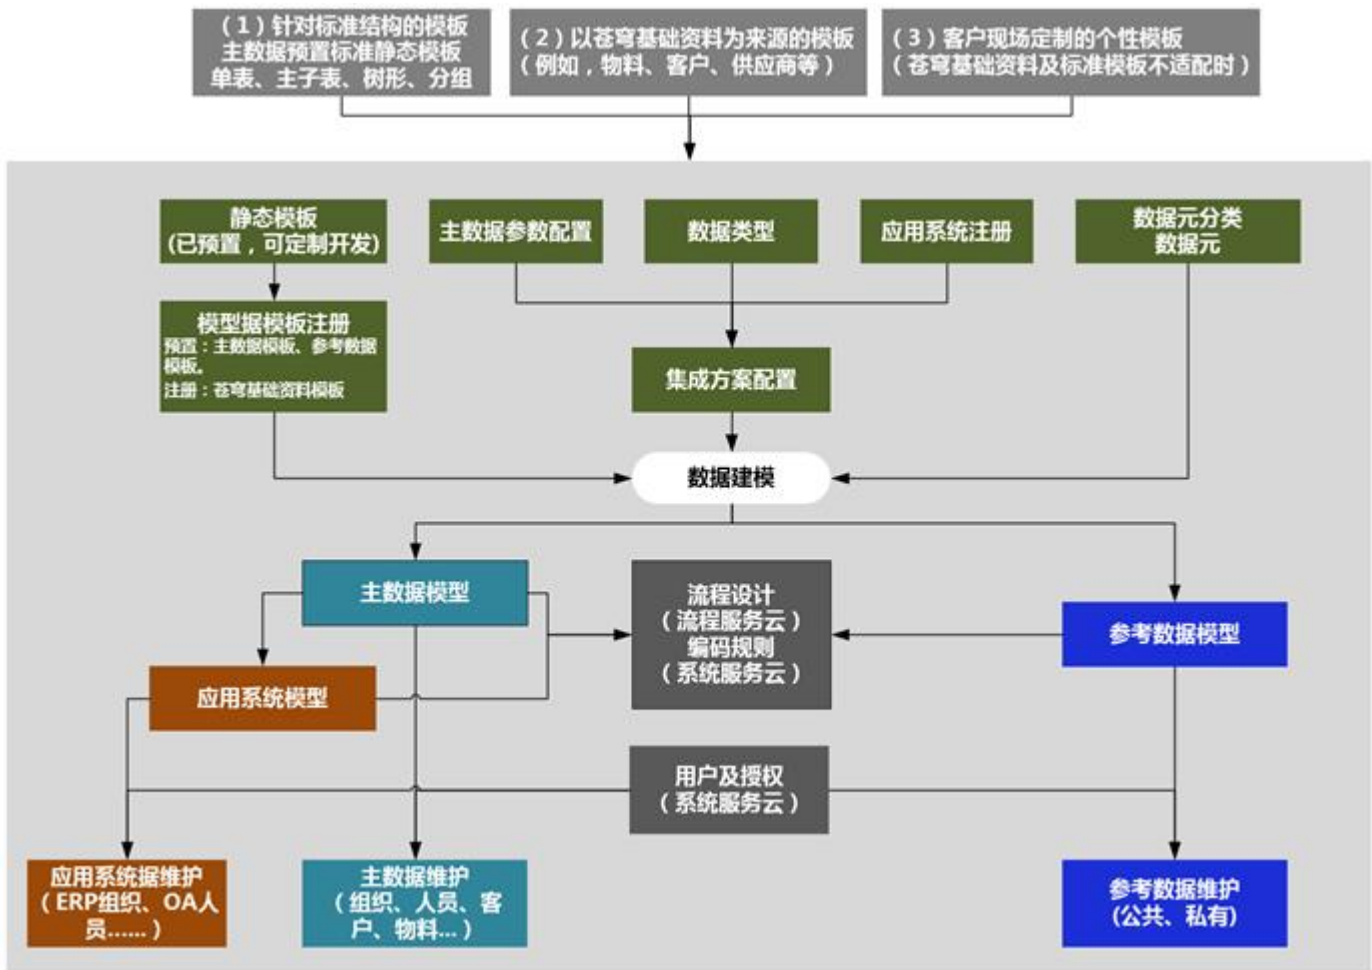 （1）针对标准结构的模板
主数据预置标准静态模板
单表、主子表、树形、分组
（2）以苍穹基础资料为来源的模板
（例如，物料、客户、供应商等）
（3）客户现场定制的个性模板
（苍穹基础资料及标准模板不适配时）
静态模板
(已预置，可定制开发)
主数据参数配置
数据类型
应用系统注册
数据元分类
数据元
模型据模板注册
预置：主数据模板、参考数据
模板。
注册：苍穹基础资料模板
集成方案配置
数据建模
主数据模型
流程设计
（流程服务云）
编码规则
（系统服务云）
参考数据模型
应用系统模型
用户及授权
（系统服务云）
应用系统据维护
（ERP组织、OA人
员......）
主数据维护
（组织、人员、客
户、物料...）
参考数据维护
(公共、私有)